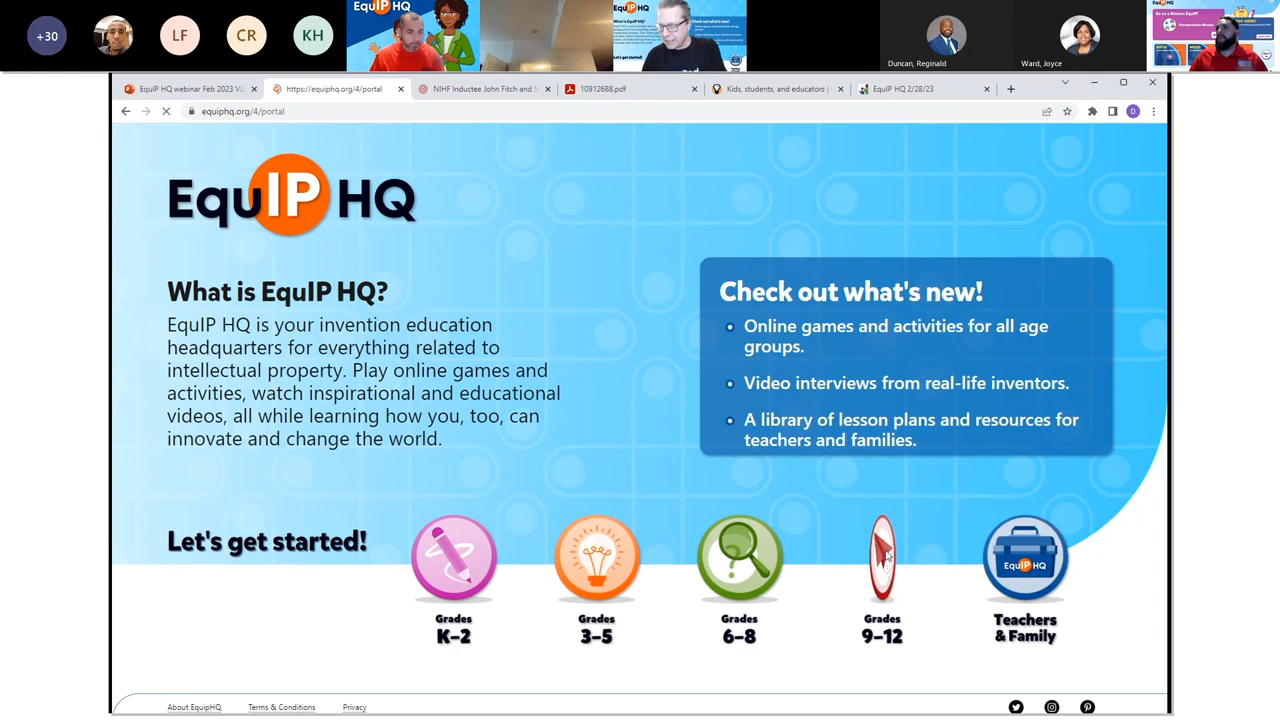 +30
LF
CR
KH
EquIP HQ
Duncan, Reginald
Ward, Joyce
EquIP HQ webinar Feb 2023 V2
https://equiphq.org/4/portal
NIHF Inductee John Fitch and S
10912688.pdf
Kids, students, and educators |
EquIP HQ 2/28/23
equiphq.org/4/portal
D
EquIP HQ
What is EquIP HQ?
EquIP HQ is your invention education
headquarters for everything related to
intellectual property. Play online games and
activities, watch inspirational and educational
videos, all while learning how you, too, can
innovate and change the world.
Check out what's new!
Online games and activities for all age
groups.
Video interviews from real-life inventors.
A library of lesson plans and resources for
teachers and families.
Let's get started!
EquIP HQ
Grades
K–2
Grades
3–5
Grades
6–8
Grades
9–12
Teachers
& Family
About EquipHQ
Terms & Conditions
Privacy